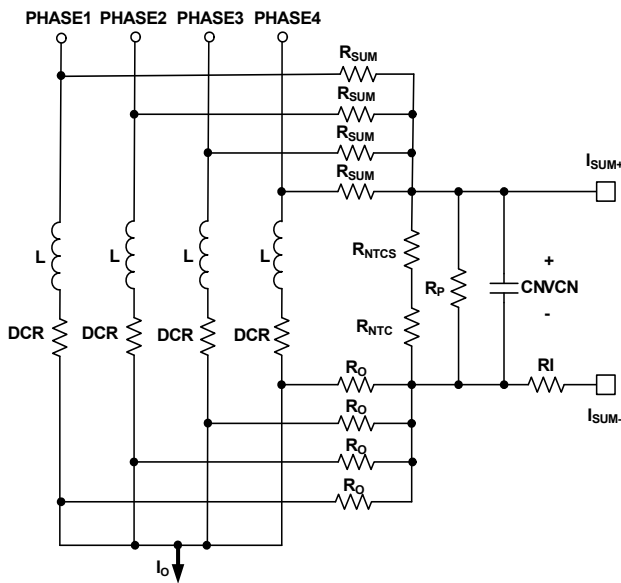 PHASE1 PHASE2 PHASE3 PHASE4
RSUM
RSUM
RSUM
RSUM
ISUM+
L
L
L
L
RNTCS
RP
CNVCN
+
-
DCR
DCR
DCR
DCR
RNTC
RO
RI
ISUM-
RO
RO
RO
IO